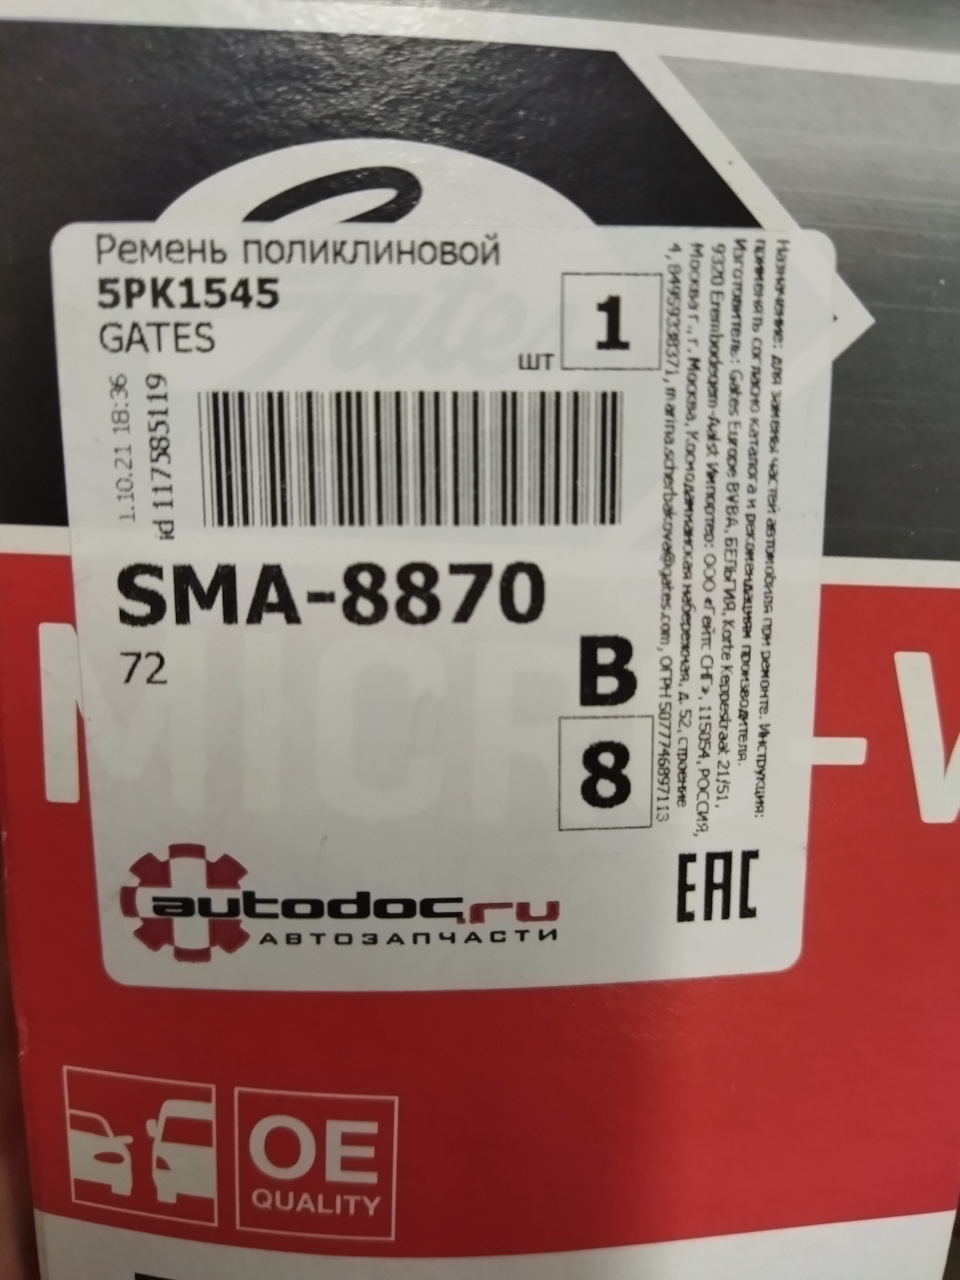 Ремень поликлиновой
5PK1545
GATES
шт
1
1.10.21 18:36
id 117585119
SMA-8870
72
B
8
autodoc.ru
АВТОЗАПЧАСТИ
Назначение: для замены частей автомобиля при ремонте. Инструкция:
применять согласно каталога и рекомендациям производителя.
Изготовитель: Gates Europe BVBA, БЕЛЬГИЯ, Korte Keppestraat 21/51,
9320 Erembodegem-Aalst Импортер: ООО «Гейтс СНГ», 115054, РОССИЯ,
Москва г., г. Москва, Космодамианская набережная, д. 52, строение
4, 84959338371, marina.scherbakova@gates.com, ОГРН 5077746897113
EAC
Gates
MICRO-V
OE
QUALITY